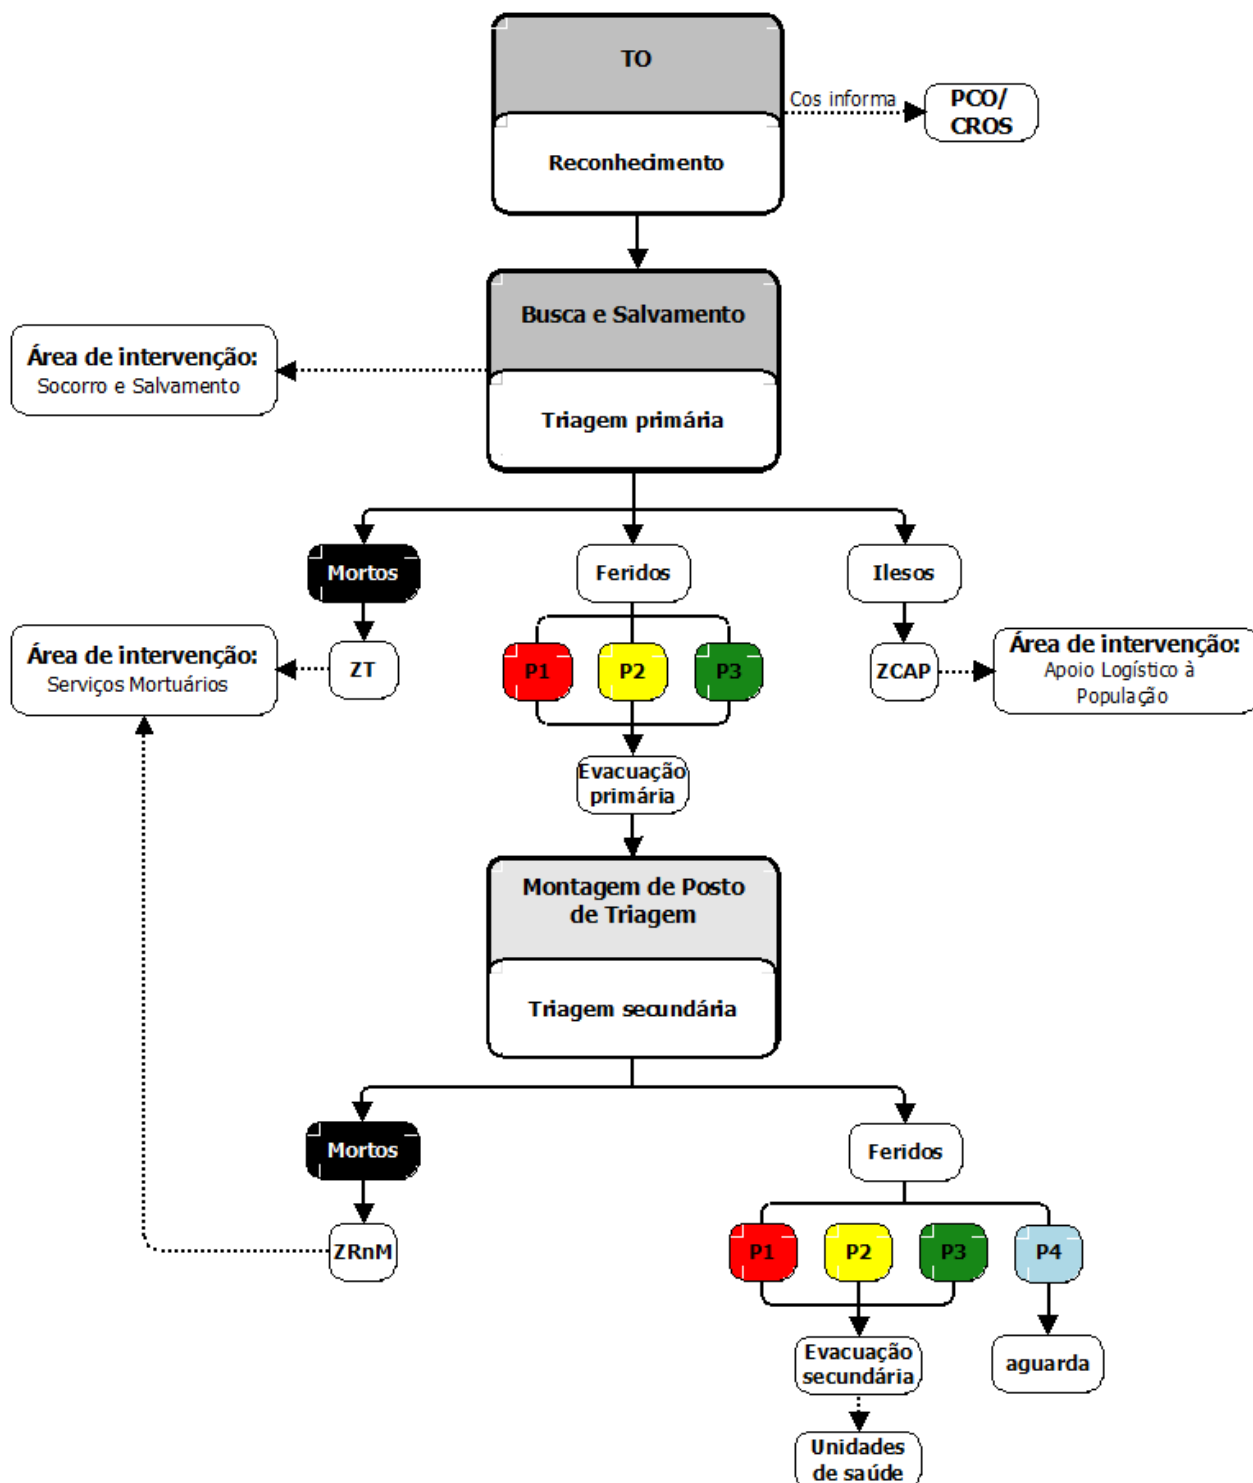 TO
Cos informa
PCO/
CROS
Reconhecimento
Busca e Salvamento
Área de intervenção:
Socorro e Salvamento
Triagem primária
Mortos
Feridos
Ilesos
Área de intervenção:
Serviços Mortuários
ZT
P1
P2
P3
ZCAP
Área de intervenção:
Apoio Logístico à
População
Evacuação
primária
Montagem de Posto
de Triagem
Triagem secundária
Mortos
Feridos
ZRnM
P1
P2
P3
P4
Evacuação
secundária
aguarda
Unidades
de saúde